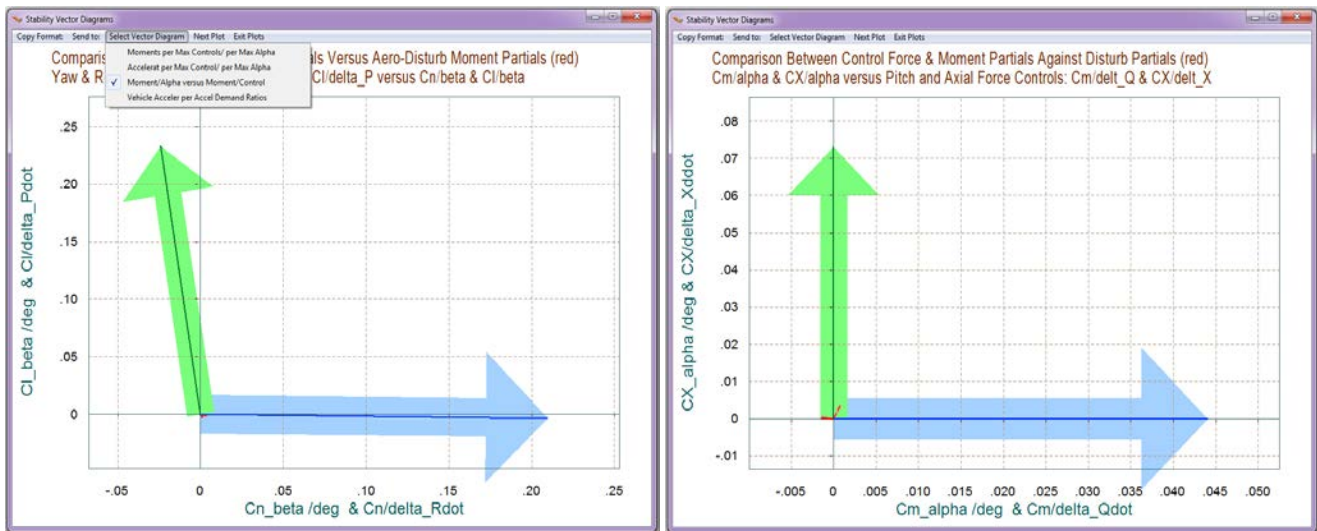 Stability Vector Diagrams
Copy Format: Send to: Select Vector Diagram Next Plot Exit Plots
Moments per Max Controls/ per Max Alpha
Accelerat per Max Control/ per Max Alpha
✓ Moment/Alpha versus Moment/Control
Vehicle Acceler per Accel Demand Ratios
Comparis als Versus Aero-Disturb Moment Partials (red)
Yaw & R Cl/delta_P versus Cn/beta & Cl/beta
.25
.20
.15
.10
.05
0
Cl_beta /deg & Cl/delta_Pdot
-.05 0 .05 .10 .15 .20 .25
Cn_beta /deg & Cn/delta_Rdot
Stability Vector Diagrams
Copy Format: Send to: Select Vector Diagram Next Plot Exit Plots
Comparison Between Control Force & Moment Partials Against Disturb Partials (red)
Cm/alpha & CX/alpha versus Pitch and Axial Force Controls: Cm/delt_Q & CX/delt_X
.08
.07
.06
.05
.04
.03
.02
.01
0
-.01
CX_alpha /deg & CX/delta_Xddot
-.005 0 .005 .010 .015 .020 .025 .030 .035 .040 .045 .050
Cm_alpha /deg & Cm/delta_Qdot